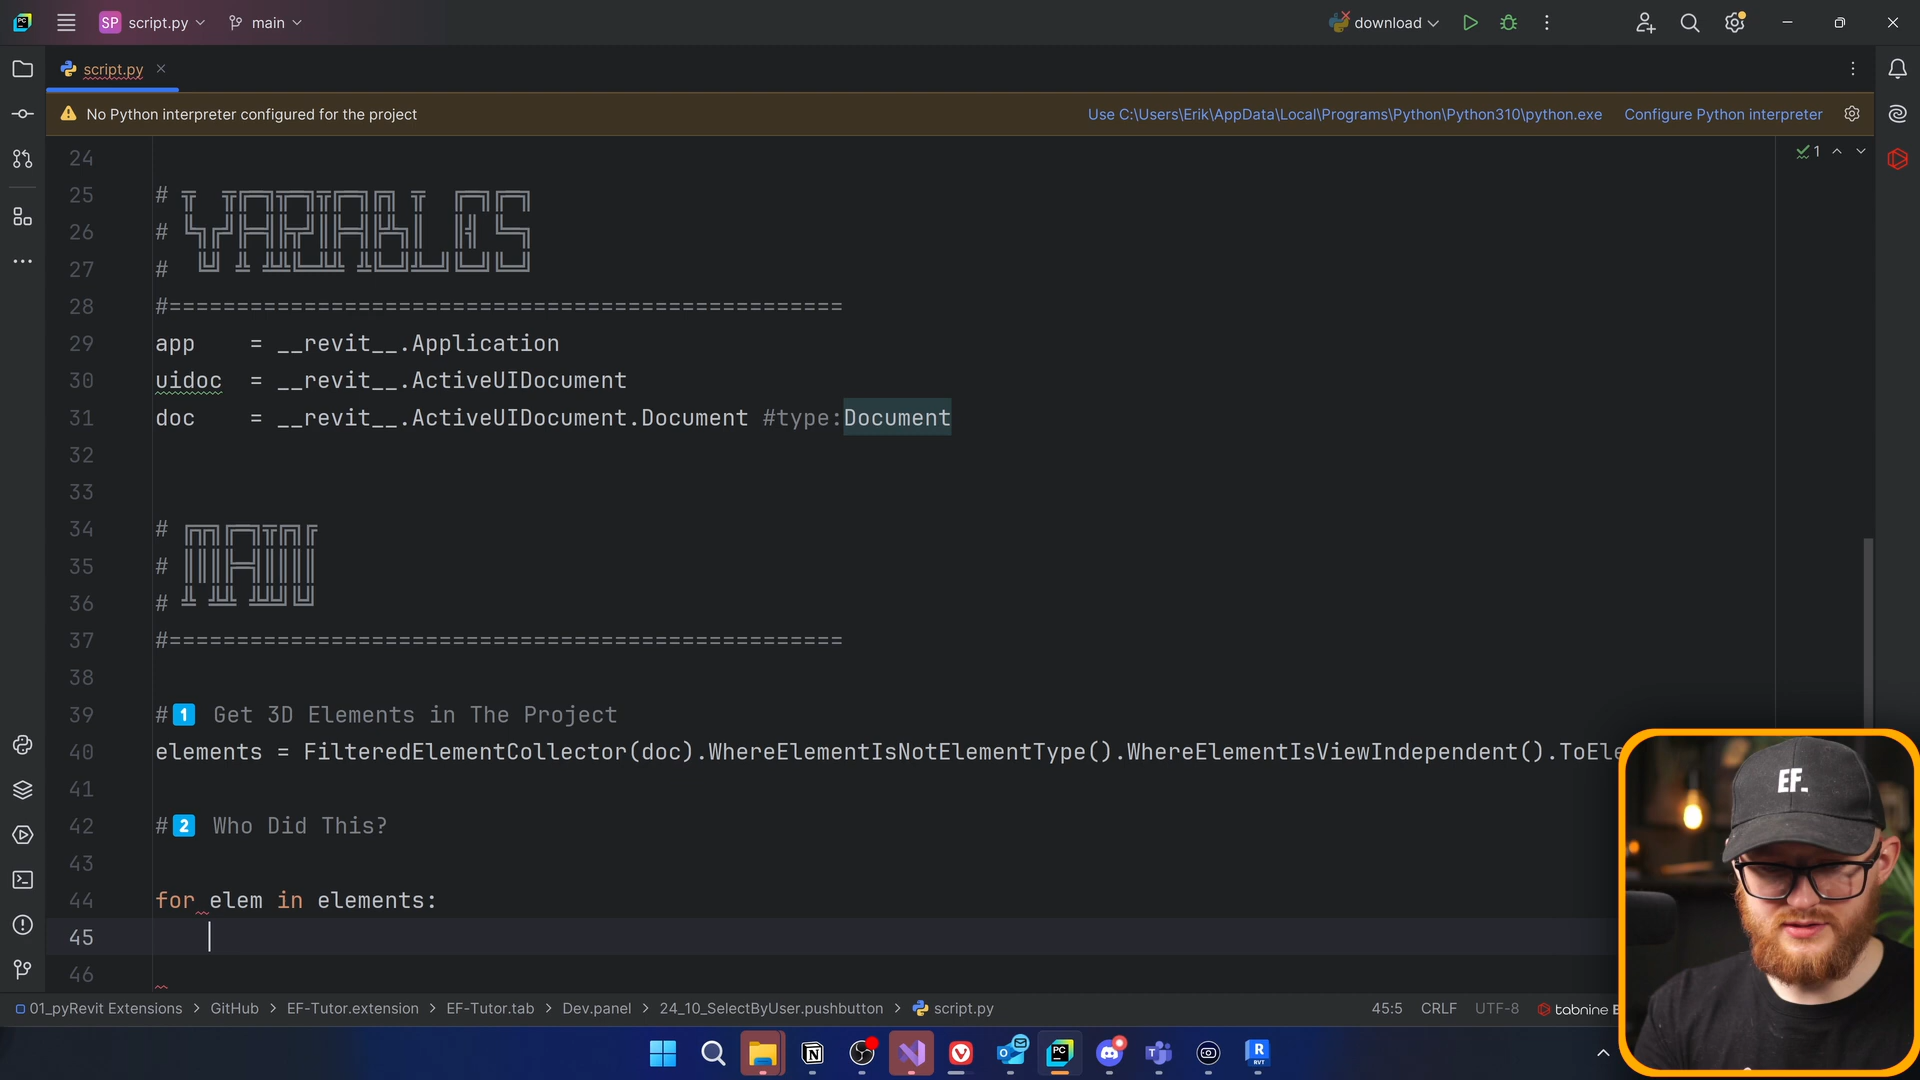 SP script.py main download
script.py
No Python interpreter configured for the project Use C:\Users\Erik\AppData\Local\Programs\Python\Python310\python.exe Configure Python interpreter
24
1
25 #
26 #
27 #
28 #==================================================
29 app    = __revit__.Application
30 uidoc  = __revit__.ActiveUIDocument
31 doc    = __revit__.ActiveUIDocument.Document #type:Document
32
33
34 #
35 #
36 #
37 #==================================================
38
39 #1️⃣ Get 3D Elements in The Project
40 elements = FilteredElementCollector(doc).WhereElementIsNotElementType().WhereElementIsViewIndependent().ToEle
41
42 #2️⃣ Who Did This?
43
44 for elem in elements:
45
46
EF.
01_pyRevit Extensions > GitHub > EF-Tutor.extension > EF-Tutor.tab > Dev.panel > 24_10_SelectByUser.pushbutton > script.py 45:5 CRLF UTF-8 tabnine B